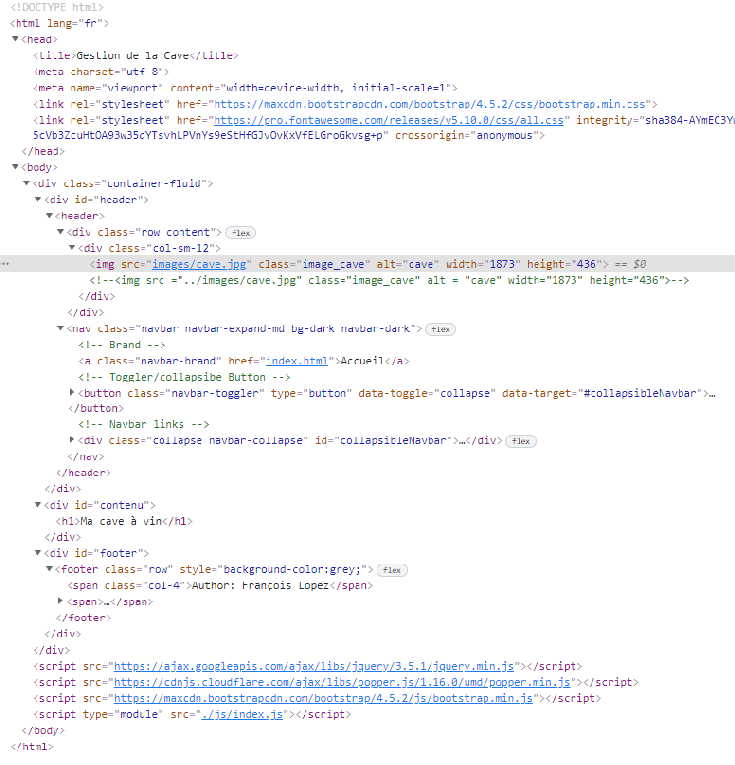 <!DOCTYPE html>
<html lang="fr">
<head>
<title>Gestion de la Cave</title>
<meta charset="utf 8">
<meta name="viewport" content="width=device-width, initial-scale=1">
<link rel="stylesheet" href="https://maxcdn.bootstrapcdn.com/bootstrap/4.5.2/css/bootstrap.min.css">
<link rel="stylesheet" href="https://pro.fontawesome.com/releases/v5.10.0/css/all.css" integrity="sha384-AYmEC3Yw
crossorigin="anonymous">
</head>
<body>
<div class="container-fluid">
<div id="header">
<header>
<div class="row content"> flex
<div class="col-sm-12">
… <img src="images/cave.jpg" class="image_cave" alt="cave" width="1873" height="436"> == $0
<!--<img src ="../images/cave.jpg" class="image_cave" alt = "cave" width="1873" height="436">-->
</div>
</div>
<nav class="navbar navbar-expand-md bg-dark navbar-dark"> flex
<!-- Brand -->
<a class="navbar-brand" href="index.html">Accueil</a>
<!-- Toggler/collapsibe Button -->
<button class="navbar-toggler" type="button" data-toggle="collapse" data-target="#collapsibleNavbar">…
</button>
<!-- Navbar links -->
<div class="collapse navbar-collapse" id="collapsibleNavbar">…</div> flex
</nav>
</header>
</div>
<div id="contenu">
<h1>Ma cave à vin</h1>
</div>
<div id="footer">
<footer class="row" style="background-color:grey;"> flex
<span class="col-4">Author: François Lopez</span>
<span>…</span>
</footer>
</div>
</div>
<script src="https://ajax.googleapis.com/ajax/libs/jquery/3.5.1/jquery.min.js"></script>
<script src="https://cdnjs.cloudflare.com/ajax/libs/popper.js/1.16.0/umd/popper.min.js"></script>
<script src="https://maxcdn.bootstrapcdn.com/bootstrap/4.5.2/js/bootstrap.min.js"></script>
<script type="module" src="./js/index.js"></script>
</body>
</html>